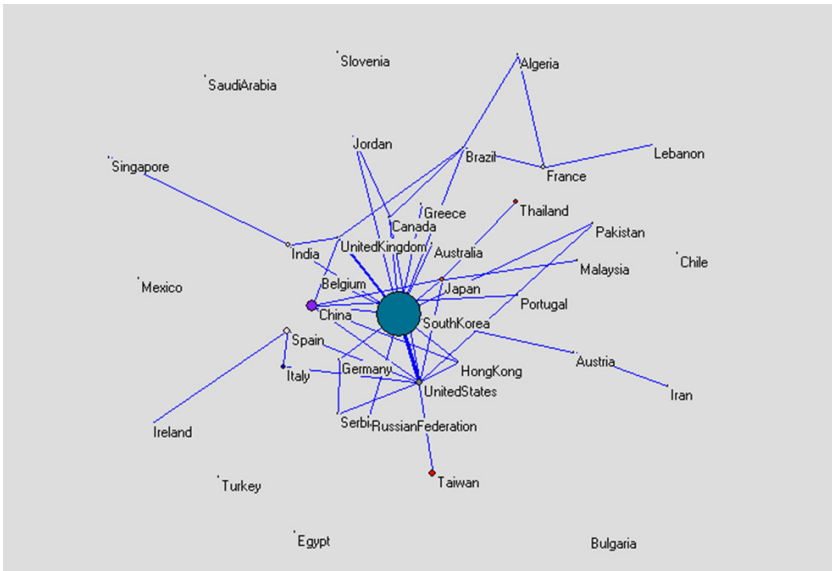 Slovenia
Algeria
SaudiArabia
Jordan
Brazil
Lebanon
Singapore
France
Greece
Thailand
Canada
Pakistan
UnitedKingdom
India
Australia
Chile
Malaysia
Belgium
Mexico
Japan
Portugal
China
SouthKorea
Spain
Austria
Germany
HongKong
Italy
UnitedStates
Iran
Serbi
RussianFederation
Ireland
Taiwan
Turkey
Egypt
Bulgaria